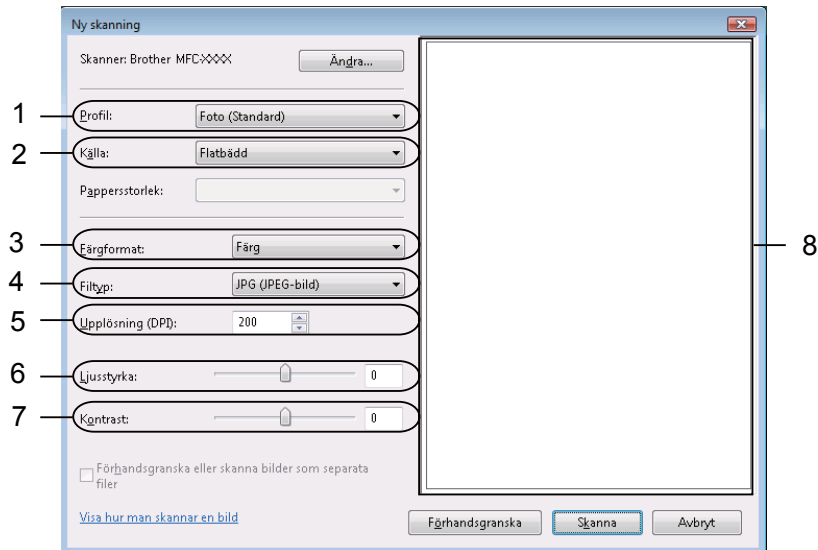 Ny skanning
Skanner: Brother MFC-XXXX
Ändra...
1
Profil:
Foto (Standard)
2
Källa:
Flatbädd
Pappersstorlek:
3
Färgformat:
Färg
4
Filtyp:
JPG (JPEG-bild)
5
Upplösning (DPI):
200
6
Ljusstyrka:
0
7
Kontrast:
0
8
Förhandsgranska eller skanna bilder som separata
filer
Visa hur man skannar en bild
Förhandsgranska
Skanna
Avbryt